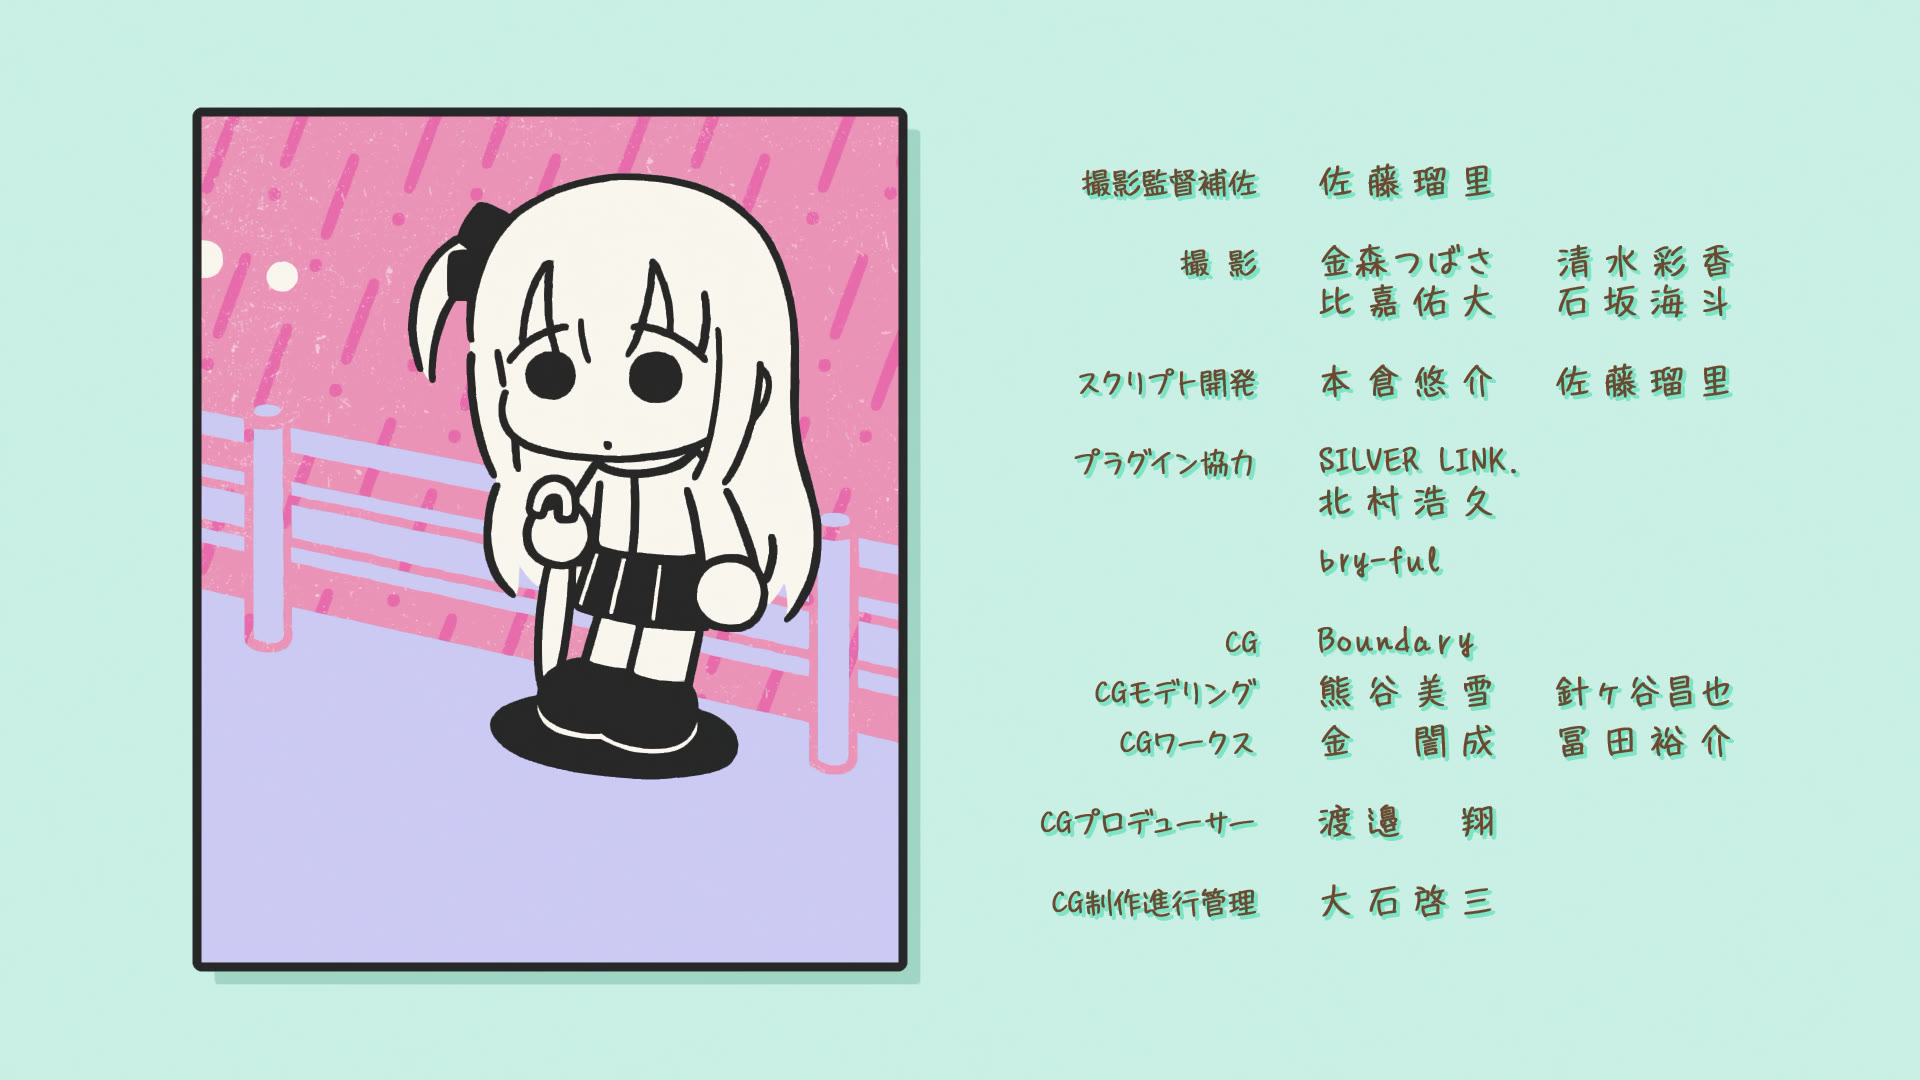 撮影監督補佐 佐藤瑠里
撮影 金森つばさ 清水彩香
比嘉佑大 石坂海斗
スクリプト開発 本倉悠介 佐藤瑠里
プラグイン協力 SILVER LINK.
北村浩久
bry-ful
CG Boundary
CGモデリング 熊谷美雪 針ヶ谷昌也
CGワークス 金 誾成 冨田裕介
CGプロデューサー 渡邉 翔
CG制作進行管理 大石啓三